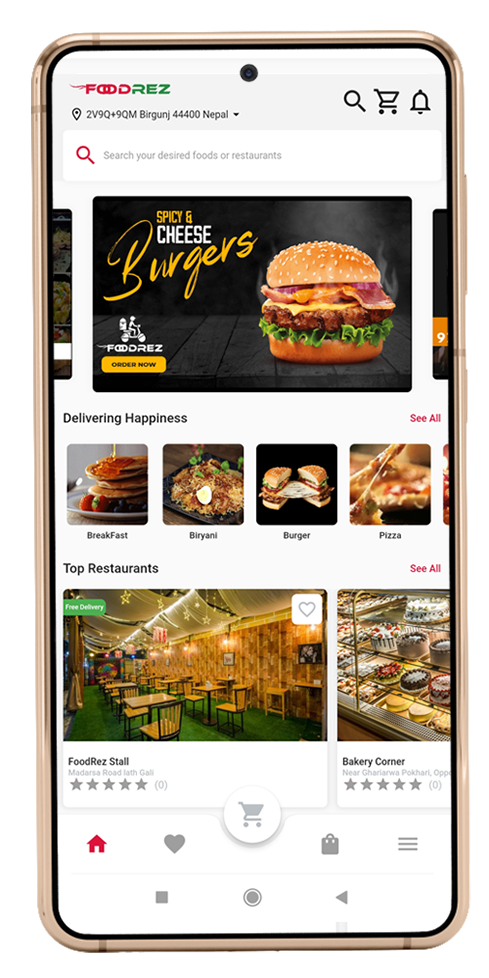 FOODREZ
2V9Q+9QM Birgunj 44400 Nepal
Search your desired foods or restaurants
SPICY &
CHEESE
Burgers
FOODREZ
ORDER NOW
9
Delivering Happiness
See All
BreakFast
Biryani
Burger
Pizza
Top Restaurants
See All
Free Delivery
FoodRez Stall
Madarsa Road Iath Gali
(0)
Bakery Corner
Near Ghariarwa Pokhari, Oppe
(0)